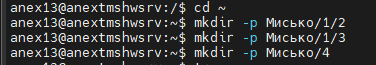 anex13@anextmshwsrv:/$ cd ~
anex13@anextmshwsrv:~$ mkdir -p Мисько/1/2
anex13@anextmshwsrv:~$ mkdir -p Мисько/1/3
anex13@anextmshwsrv:~$ mkdir -p Мисько/4